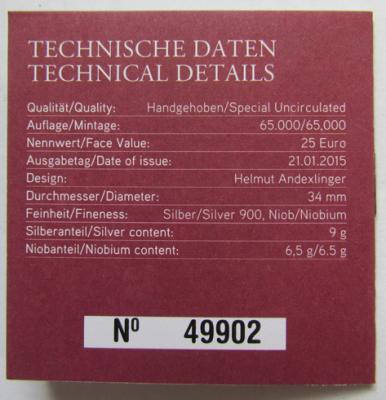 TECHNISCHE DATEN
TECHNICAL DETAILS
Qualität/Quality: Handgehoben/Special Uncirculated
Auflage/Mintage: 65.000/65,000
Nennwert/Face Value: 25 Euro
Ausgabetag/Date of issue: 21.01.2015
Design: Helmut Andexlinger
Durchmesser/Diameter: 34 mm
Feinheit/Fineness: Silber/Silver 900, Niob/Niobium
Silberanteil/Silver content: 9 g
Niobanteil/Niobium content: 6,5 g/6.5 g
Nº 49902